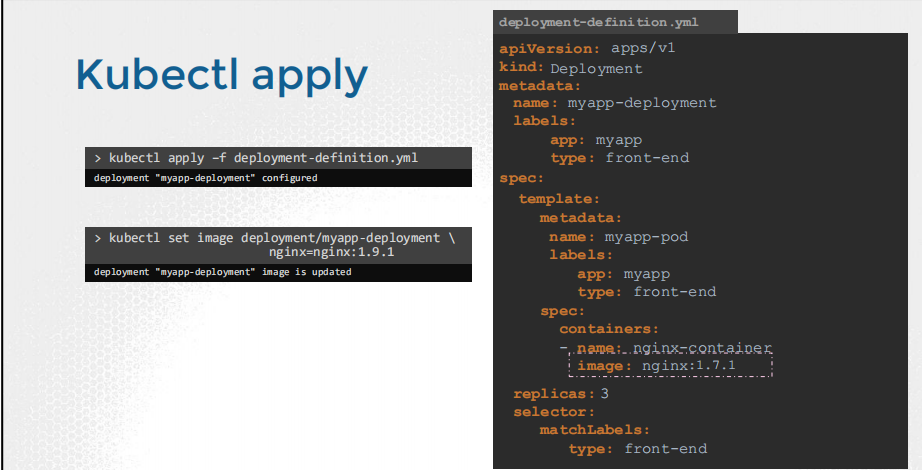 Kubectl apply
> kubectl apply –f deployment-definition.yml
deployment "myapp-deployment" configured
> kubectl set image deployment/myapp-deployment \
nginx=nginx:1.9.1
deployment "myapp-deployment" image is updated
deployment-definition.yml
apiVersion: apps/v1
kind: Deployment
metadata:
name: myapp-deployment
labels:
app: myapp
type: front-end
spec:
template:
metadata:
name: myapp-pod
labels:
app: myapp
type: front-end
spec:
containers:
- name: nginx-container
image: nginx:1.7.1
replicas: 3
selector:
matchLabels:
type: front-end